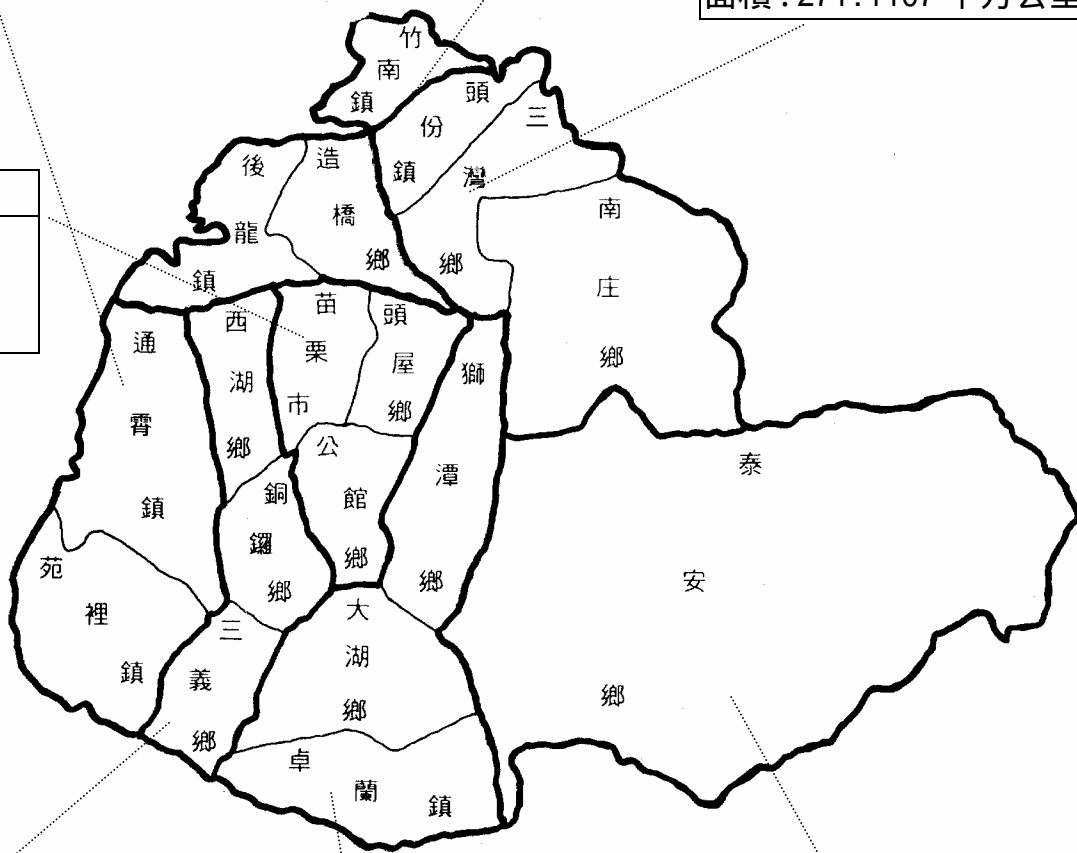 面積:271.1107 平方公里
竹南鎮
頭份鎮
三灣鄉
後龍鎮
造橋鄉
南庄鄉
通霄鎮
西湖鄉
苗栗市
頭屋鄉
獅潭鄉
公館鄉
銅鑼鄉
泰安鄉
苑裡鎮
三義鄉
大湖鄉
卓蘭鎮